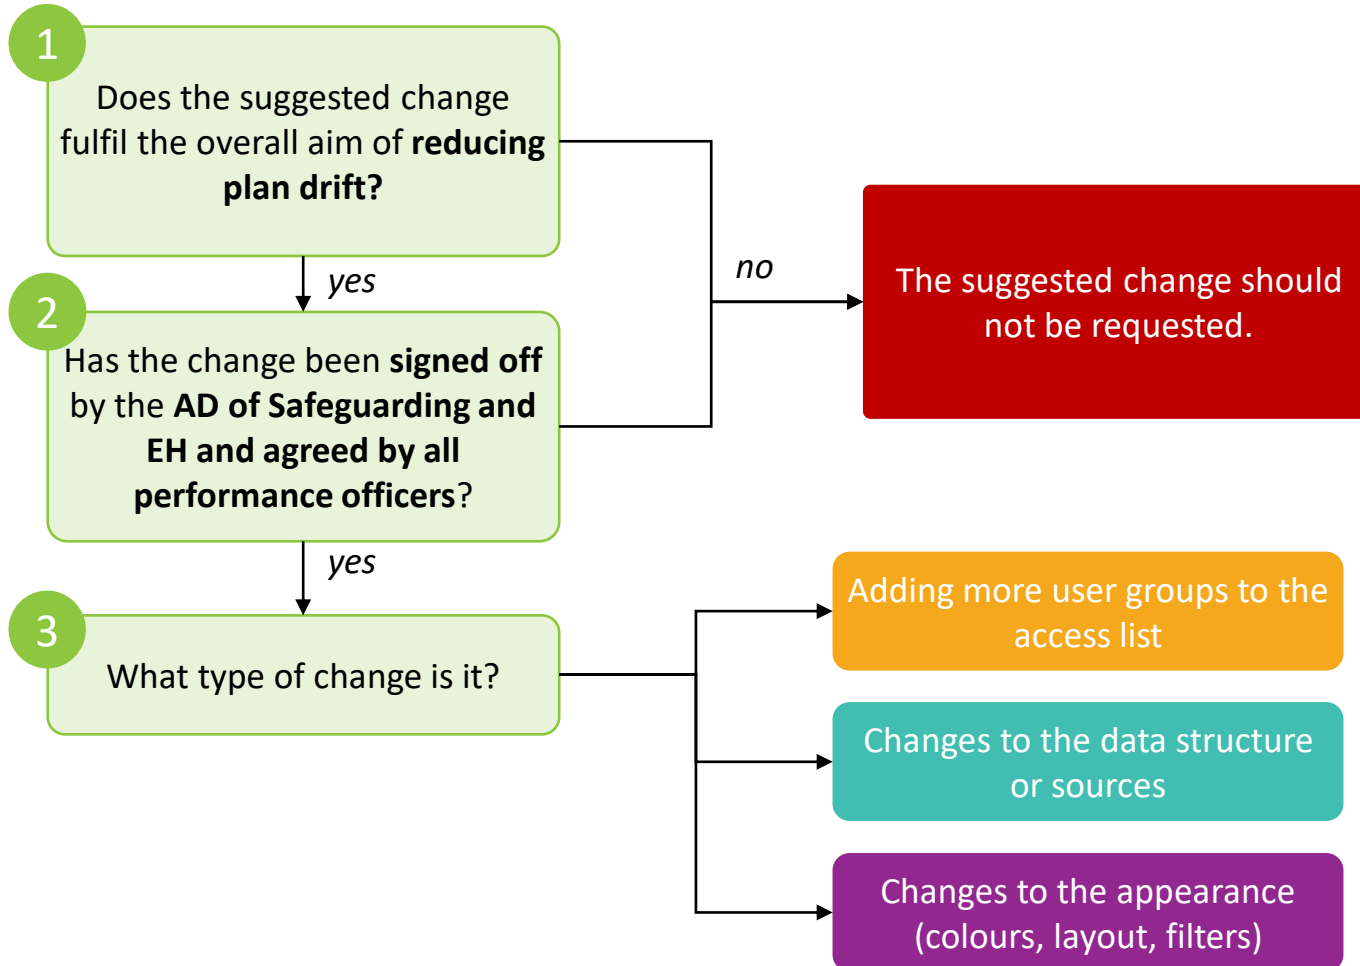 1
Does the suggested change
fulfil the overall aim of reducing
plan drift?
yes
no
The suggested change should
not be requested.
2
Has the change been signed off
by the AD of Safeguarding and
EH and agreed by all
performance officers?
yes
3
What type of change is it?
Adding more user groups to the
access list
Changes to the data structure
or sources
Changes to the appearance
(colours, layout, filters)